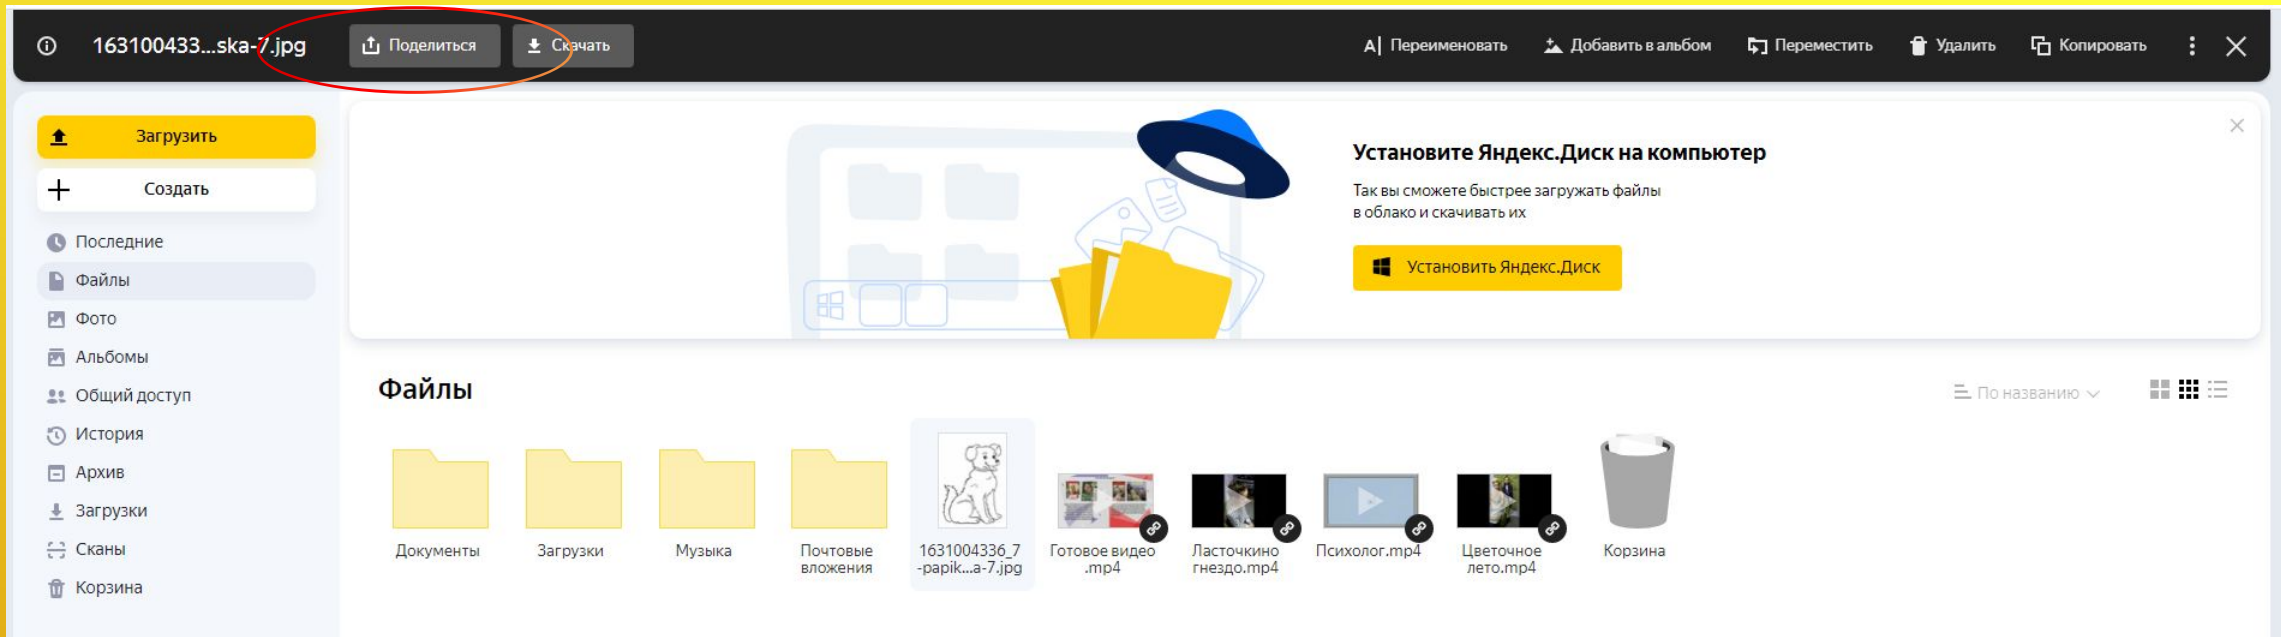 163100433...ska-7.jpg
Поделиться
Скачать
Переименовать
Добавить в альбом
Переместить
Удалить
Копировать
Загрузить
Создать
Последние
Файлы
Фото
Альбомы
Общий доступ
История
Архив
Загрузки
Сканы
Корзина
Установите Яндекс.Диск на компьютер
Так вы сможете быстрее загружать файлы
в облако и скачивать их
Установить Яндекс.Диск
Файлы
По названию
Документы
Загрузки
Музыка
Почтовые
вложения
1631004336_7
-papik...a-7.jpg
Готовое видео
.mp4
Ласточкино
гнездо.mp4
Психолог.mp4
Цветочное
лето.mp4
Корзина